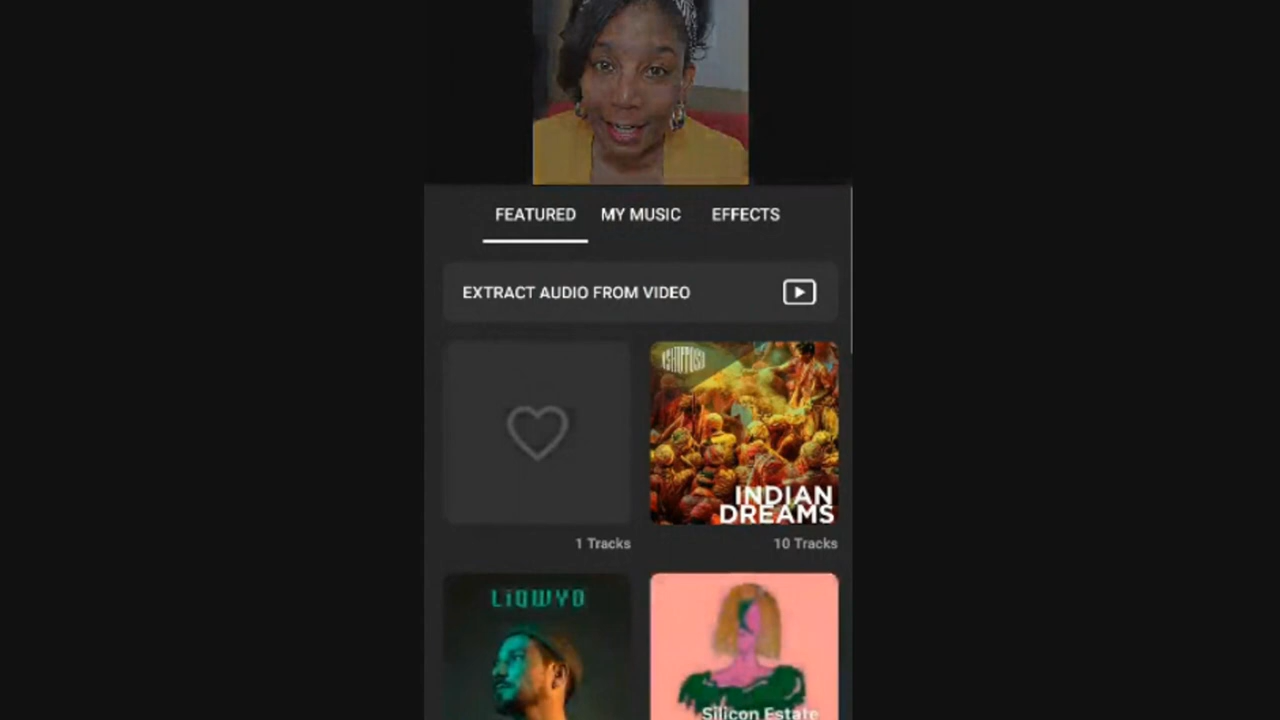 FEATURED MY MUSIC EFFECTS
EXTRACT AUDIO FROM VIDEO
INDIAN
DREAMS
1 Tracks 10 Tracks
LiQWYD
Silicon Estate